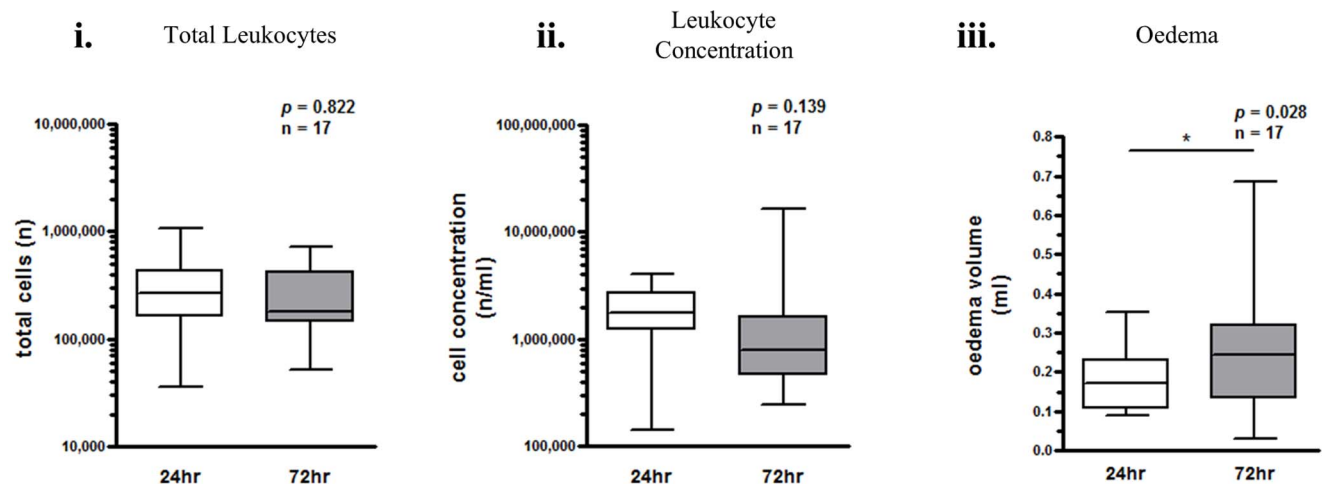 i.
Total Leukocytes
p = 0.822
n = 17
total cells (n)
10,000,000
1,000,000
100,000
10,000
24hr
72hr
ii.
Leukocyte
Concentration
p = 0.139
n = 17
cell concentration
(n/ml)
100,000,000
10,000,000
1,000,000
100,000
24hr
72hr
iii.
Oedema
p = 0.028
n = 17
*
oedema volume
(ml)
0.8
0.7
0.6
0.5
0.4
0.3
0.2
0.1
0.0
24hr
72hr